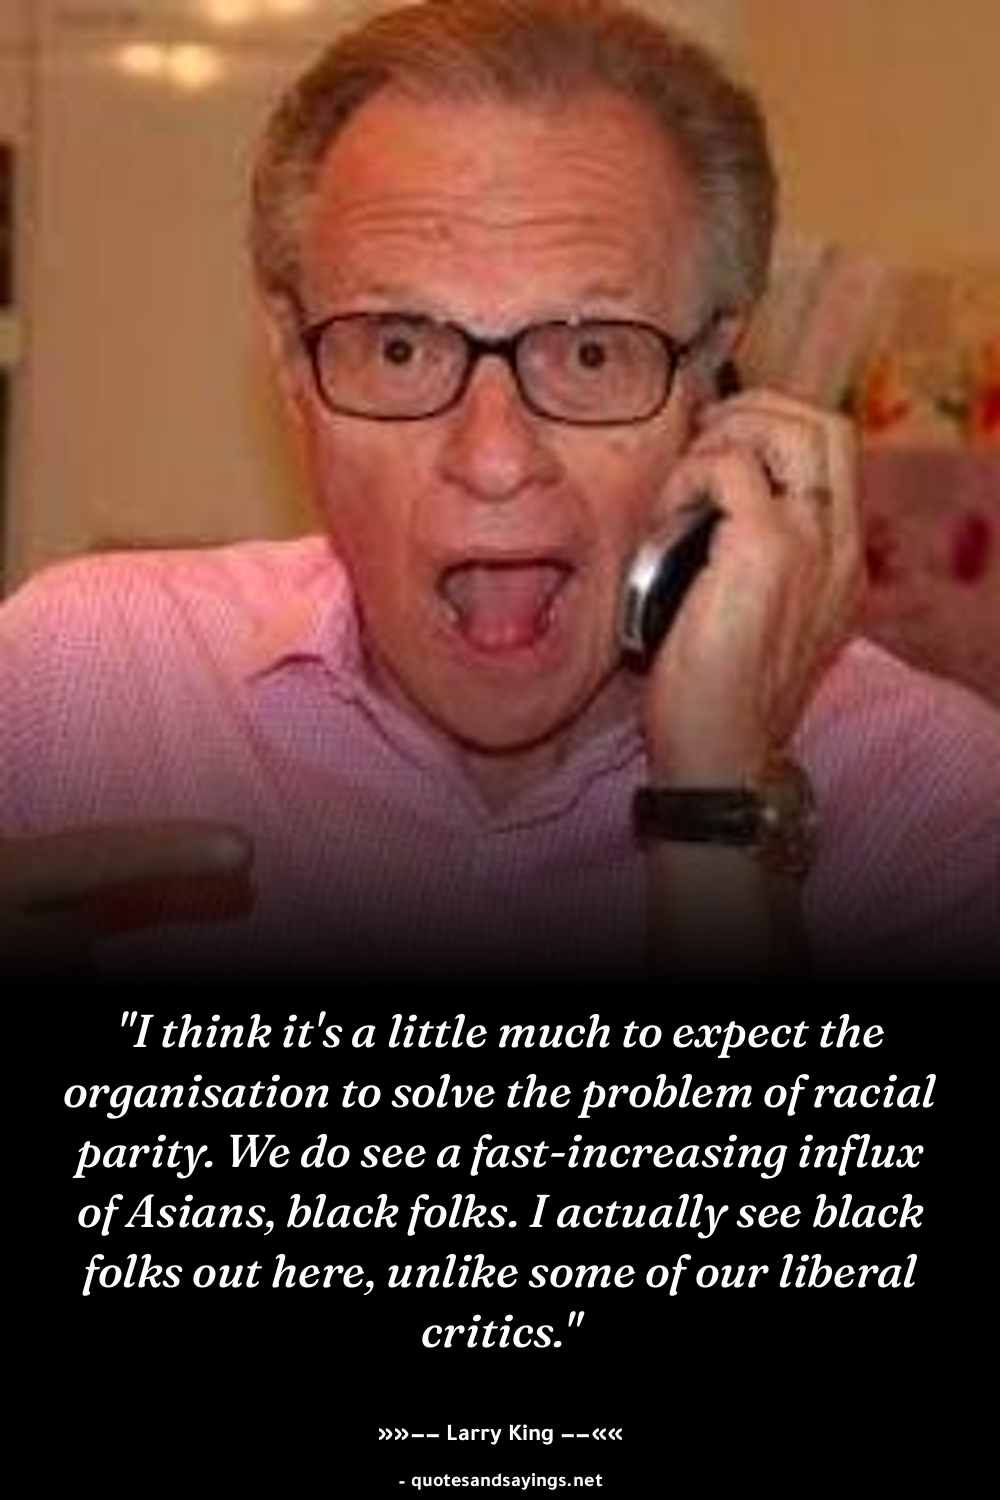 "I think it's a little much to expect the
organisation to solve the problem of racial
parity. We do see a fast-increasing influx
of Asians, black folks. I actually see black
folks out here, unlike some of our liberal
critics."
»»–– Larry King ––««
- quotesandsayings.net